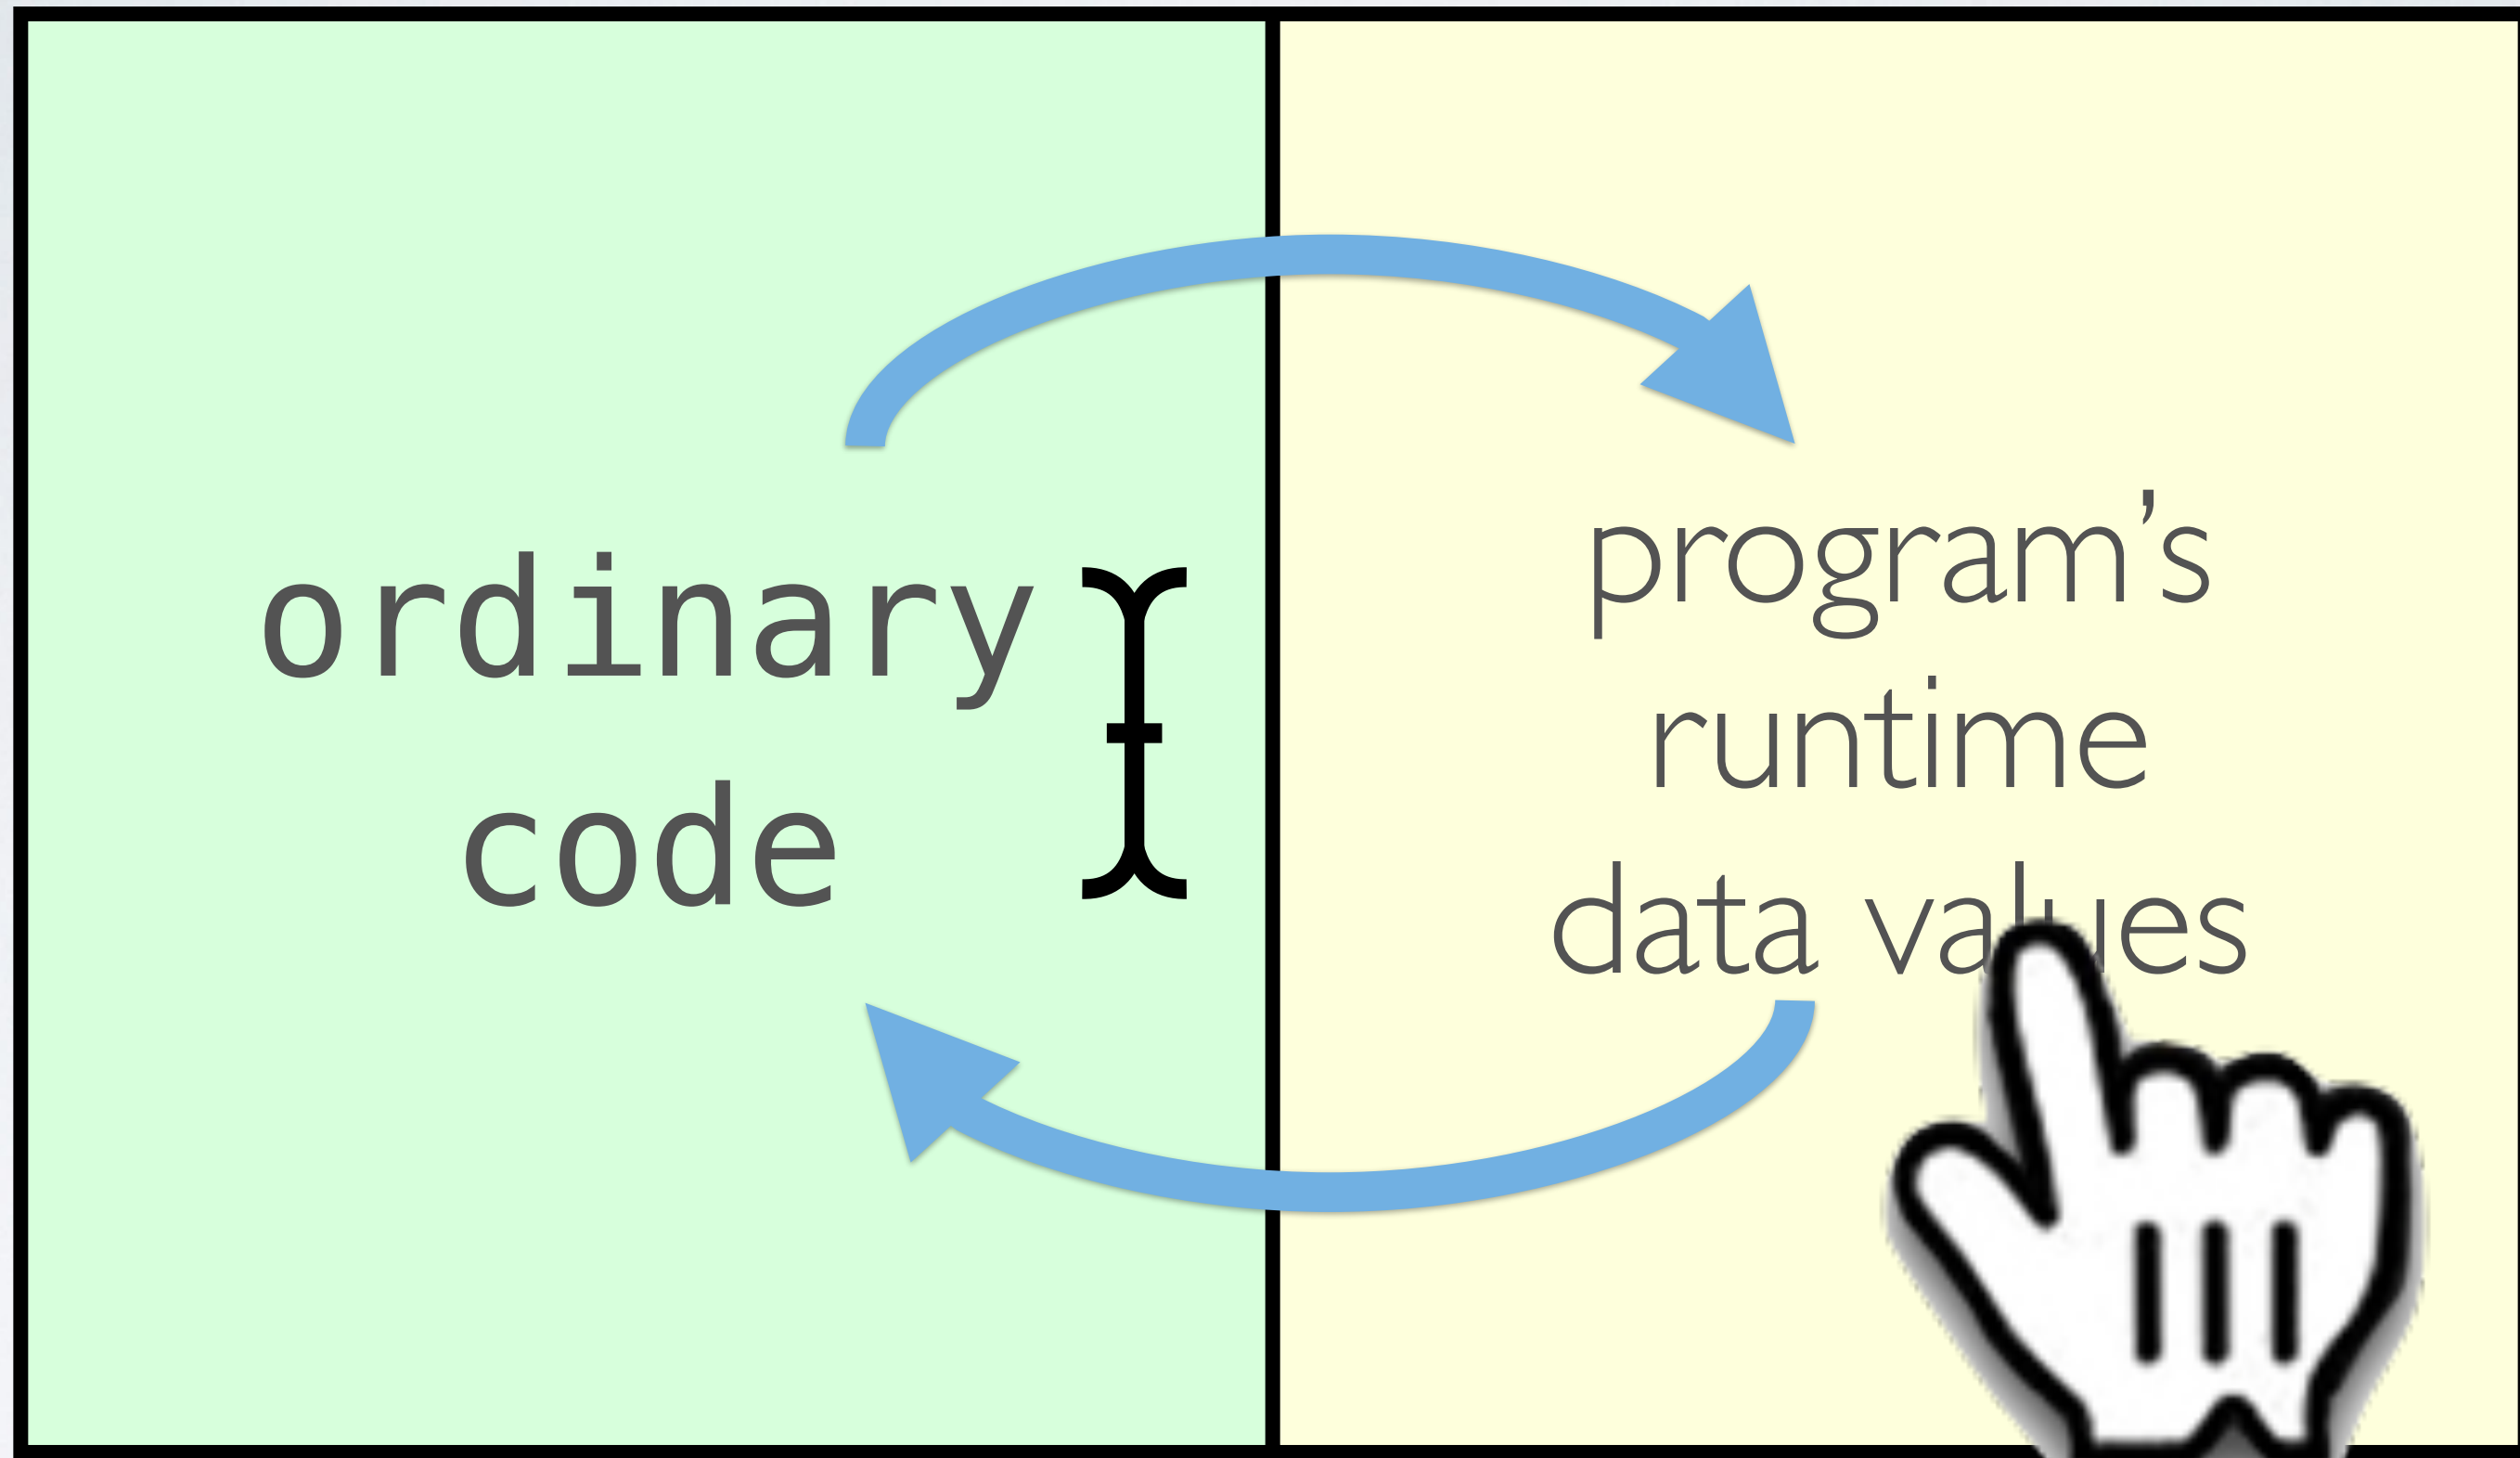 ordinary
code
program’s
runtime
data values